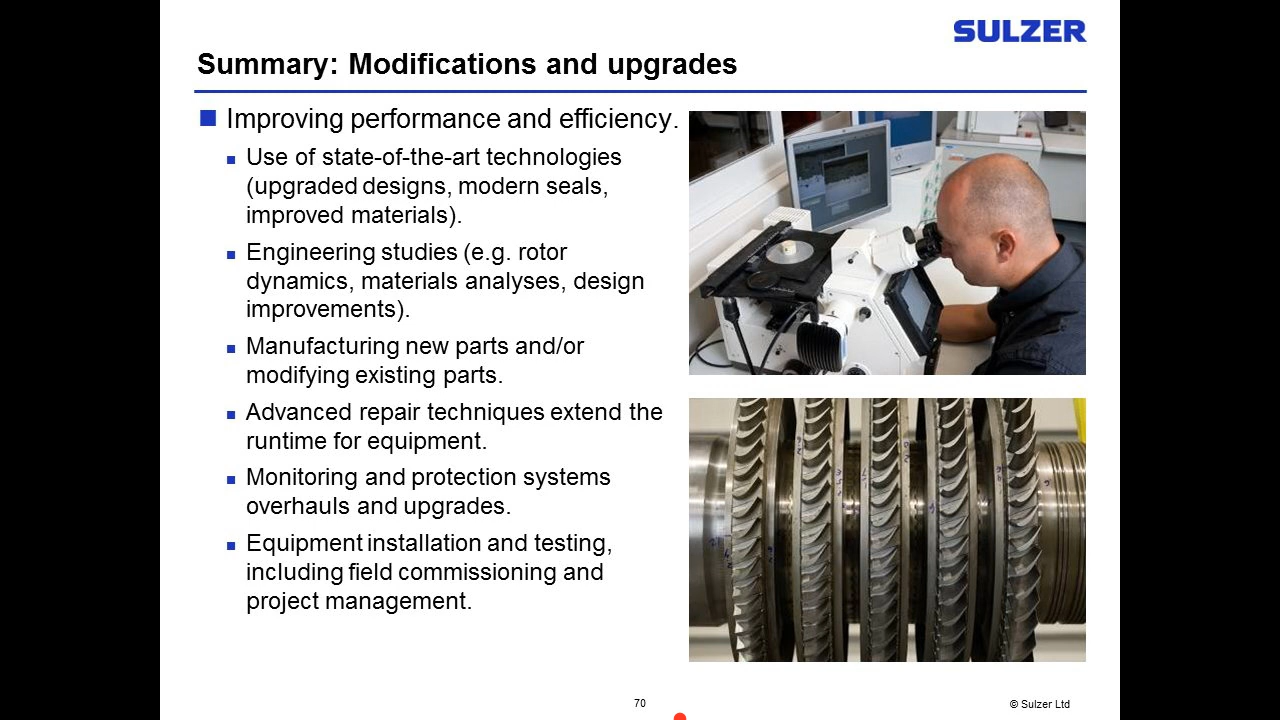 SULZER
Summary: Modifications and upgrades
Improving performance and efficiency.
Use of state-of-the-art technologies
(upgraded designs, modern seals,
improved materials).
Engineering studies (e.g. rotor
dynamics, materials analyses, design
improvements).
Manufacturing new parts and/or
modifying existing parts.
Advanced repair techniques extend the
runtime for equipment.
Monitoring and protection systems
overhauls and upgrades.
Equipment installation and testing,
including field commissioning and
project management.
70
© Sulzer Ltd